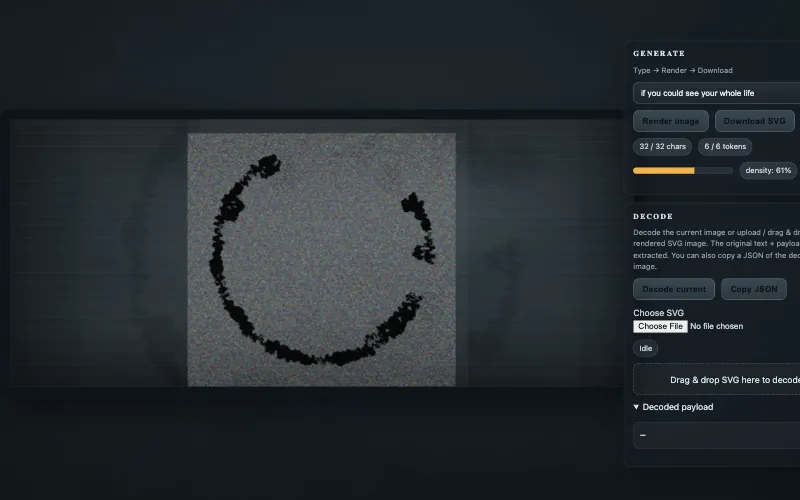 GENERATE
Type → Render → Download
if you could see your whole life
Render image Download SVG
32 / 32 chars 6 / 6 tokens
density: 61%
DECODE
Decode the current image or upload / drag & dr
rendered SVG image. The original text + payloa
extracted. You can also copy a JSON of the dec
image.
Decode current Copy JSON
Choose SVG
Choose File No file chosen
Idle
Drag & drop SVG here to decode
▼ Decoded payload
–